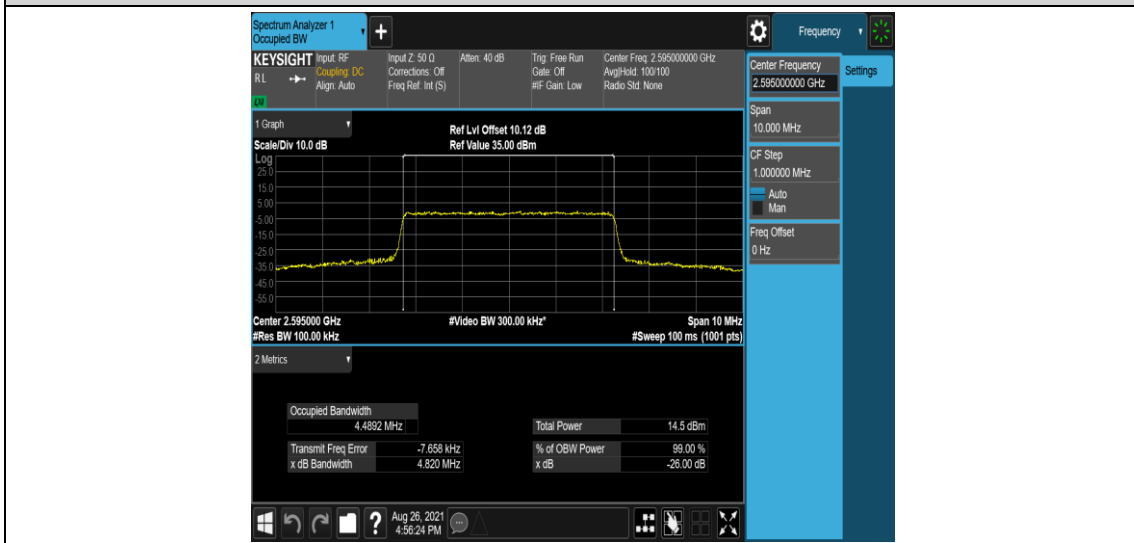 Spectrum Analyzer 1
Occupied BW
+
Frequency
KEYSIGHT
RL
LXI
Input: RF
Coupling: DC
Align: Auto
Input Z: 50 Ω
Corrections: Off
Freq Ref: Int (S)
Atten: 40 dB
Trig: Free Run
Gate: Off
#IF Gain: Low
Center Freq: 2.595000000 GHz
Avg|Hold: 100/100
Radio Std: None
Center Frequency
2.595000000 GHz
Settings
Span
10.000 MHz
CF Step
1.000000 MHz
Auto
Man
Freq Offset
0 Hz
1 Graph
Ref Lvl Offset 10.12 dB
Scale/Div 10.0 dB
Ref Value 35.00 dBm
Log
25.0
15.0
5.00
-5.00
-15.0
-25.0
-35.0
-45.0
-55.0
Center 2.595000 GHz
#Video BW 300.00 kHz*
Span 10 MHz
#Res BW 100.00 kHz
#Sweep 100 ms (1001 pts)
2 Metrics
Occupied Bandwidth
4.4892 MHz
Total Power 14.5 dBm
Transmit Freq Error -7.658 kHz
% of OBW Power 99.00 %
x dB Bandwidth 4.820 MHz
x dB -26.00 dB
?
Aug 26, 2021
4:56:24 PM